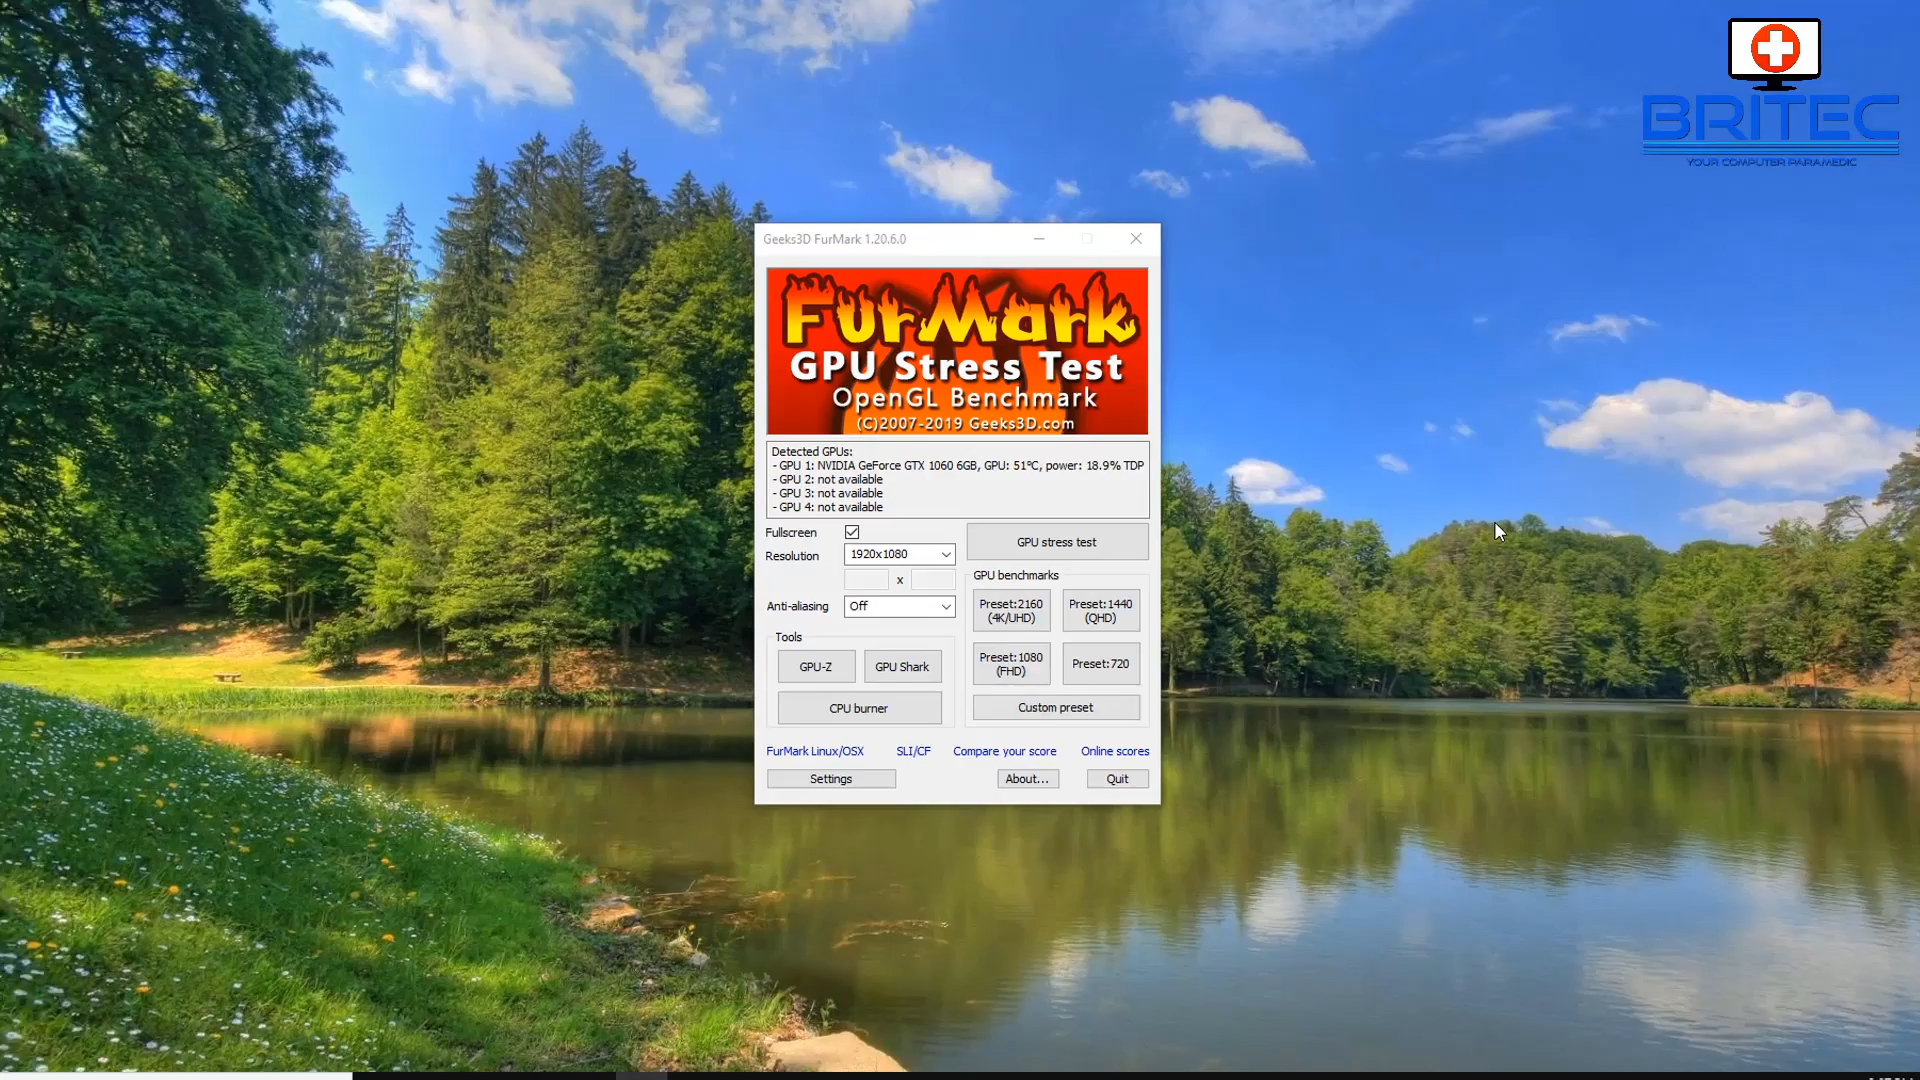 BRITEC
YOUR COMPUTER PARAMEDIC
Geeks3D FurMark 1.20.6.0
FurMark
GPU Stress Test
OpenGL Benchmark
(C)2007-2019 Geeks3D.com
Detected GPUs:
- GPU 1: NVIDIA GeForce GTX 1060 6GB, GPU: 51°C, power: 18.9% TDP
- GPU 2: not available
- GPU 3: not available
- GPU 4: not available
Fullscreen
GPU stress test
Resolution
1920x1080
x
Anti-aliasing
Off
GPU benchmarks
Preset:2160
(4K/UHD)
Preset:1440
(QHD)
Preset:1080
(FHD)
Preset:720
Custom preset
Tools
GPU-Z
GPU Shark
CPU burner
FurMark Linux/OSX
SLI/CF
Compare your score
Online scores
Settings
About...
Quit